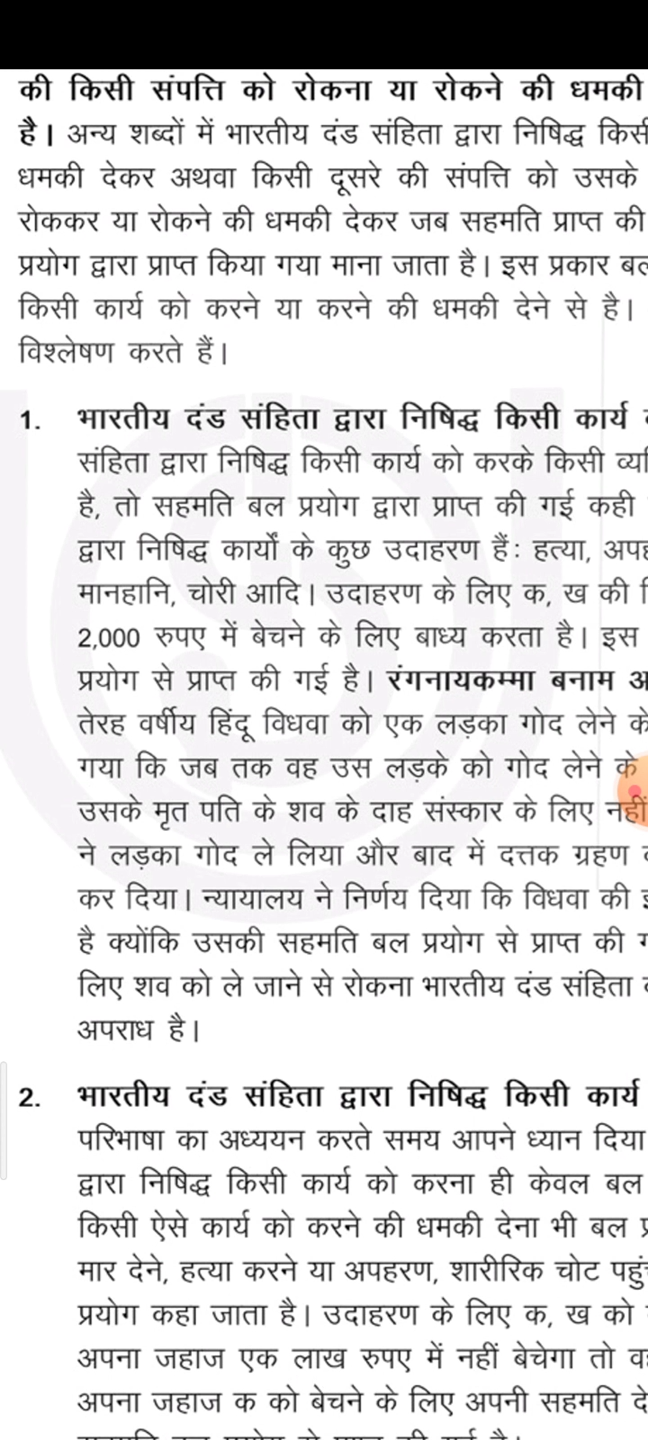 की किसी संपत्ति को रोकना या रोकने की धमकी
है। अन्य शब्दों में भारतीय दंड संहिता द्वारा निषिद्ध
धमकी देकर अथवा किसी दूसरे की संपत्ति को उसके
रोककर या रोकने की धमकी देकर जब सहमति प्राप्त की
प्रयोग द्वारा प्राप्त किया गया माना जाता है। इस प्रकार
किसी कार्य को करने या करने की धमकी देने से है।
विश्लेषण करते हैं।
1. भारतीय दंड संहिता द्वारा निषिद्ध किसी कार्य
संहिता द्वारा निषिद्ध किसी कार्य को करके किसी
है, तो सहमति बल प्रयोग द्वारा प्राप्त की गई कही
द्वारा निषिद्ध कार्यों के कुछ उदाहरण हैं: हत्या,
मानहानि, चोरी आदि। उदाहरण के लिए क, ख की
2,000 रुपए में बेचने के लिए बाध्य करता है। इस
प्रयोग से प्राप्त की गई है। रंगनायकम्मा बनाम
तेरह वर्षीय हिंदू विधवा को एक लड़का गोद लेने के
गया कि जब तक वह उस लड़के को गोद लेने के
उसके मृत पति के शव के दाह संस्कार के लिए नहीं
ने लड़का गोद ले लिया और बाद में दत्तक ग्रहण
कर दिया। न्यायालय ने निर्णय दिया कि विधवा की
है क्योंकि उसकी सहमति बल प्रयोग से प्राप्त की
लिए शव को ले जाने से रोकना भारतीय दंड संहिता
अपराध है।
2. भारतीय दंड संहिता द्वारा निषिद्ध किसी कार्य
परिभाषा का अध्ययन करते समय आपने ध्यान दिया
द्वारा निषिद्ध किसी कार्य को करना ही केवल बल
किसी ऐसे कार्य को करने की धमकी देना भी बल
मार देने, हत्या करने या अपहरण, शारीरिक चोट
प्रयोग कहा जाता है। उदाहरण के लिए क, ख को
अपना जहाज एक लाख रुपए में नहीं बेचेगा तो
अपना जहाज क को बेचने के लिए अपनी सहमति